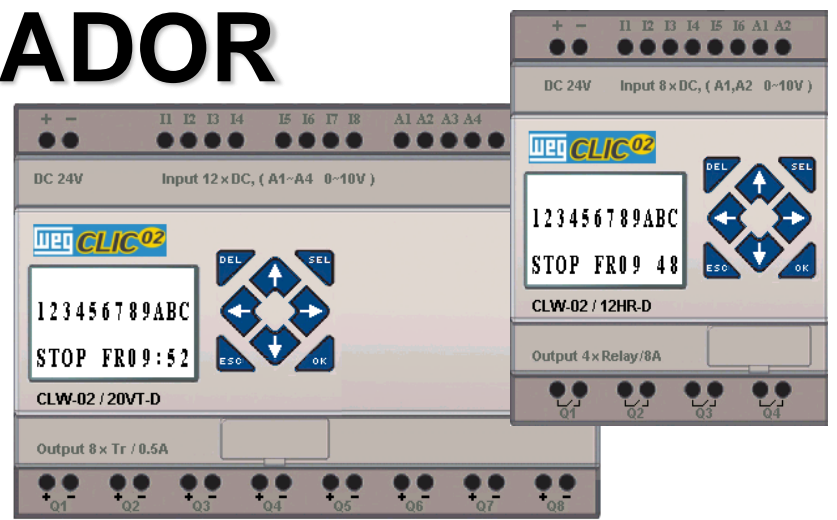 ADOR
+ - I1 I2 I3 I4 I5 I6 I7 I8 A1 A2 A3 A4
DC 24V Input 12×DC, ( A1~A4 0~10V )
weg CLIC 02
DEL SEL
123456789ABC
STOP FR09:52
ESC OK
CLW-02 / 20VT-D
Output 8× Tr / 0.5A
+ - + - + - + - + - + - + - + -
Q1 Q2 Q3 Q4 Q5 Q6 Q7 Q8
+ - I1 I2 I3 I4 I5 I6 A1 A2
DC 24V Input 8×DC, ( A1,A2 0~10V )
weg CLIC 02
DEL SEL
123456789ABC
STOP FR09 48
ESC OK
CLW-02 / 12HR-D
Output 4×Relay/8A
Q1 Q2 Q3 Q4